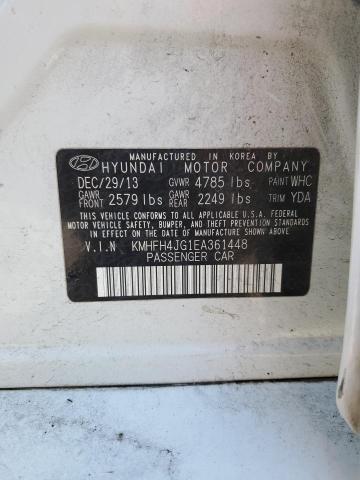 MANUFACTURED IN KOREA BY
HYUNDAI MOTOR COMPANY
DEC/29/13 GVWR 4785 lbs PAINT WHC
GAWR FRONT 2579 lbs GAWR REAR 2249 lbs TRIM YDA
THIS VEHICLE CONFORMS TO ALL APPLICABLE U.S.A. FEDERAL
MOTOR VEHICLE SAFETY, BUMPER, AND THEFT PREVENTION
STANDARDS IN EFFECT ON THE DATE OF MANUFACTURE SHOWN ABOVE.
V.I.N KMHFH4JG1EA361448
PASSENGER CAR